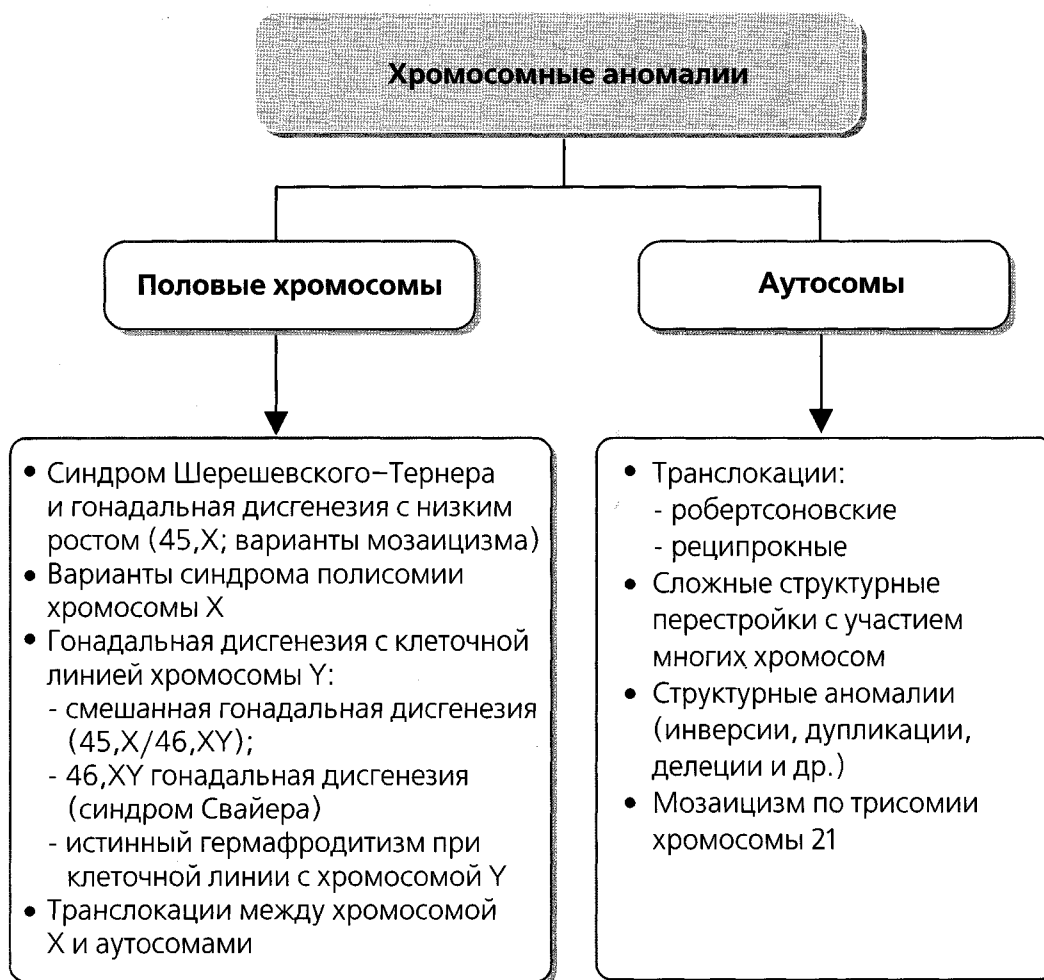 Хромосомные аномалии
Половые хромосомы
• Синдром Шерешевского–Тернера
и гонадальная дисгенезия с низким
ростом (45,X; варианты мозаицизма)
• Варианты синдрома полисомии
хромосомы X
• Гонадальная дисгенезия с клеточной
линией хромосомы Y:
- смешанная гонадальная дисгенезия
(45,X/46,XY);
- 46,XY гонадальная дисгенезия
(синдром Свайера)
- истинный гермафродитизм при
клеточной линии с хромосомой Y
• Транслокации между хромосомой
X и аутосомами
Аутосомы
• Транслокации:
- робертсоновские
- реципрокные
• Сложные структурные
перестройки с участием
многих хромосом
• Структурные аномалии
(инверсии, дупликации,
делеции и др.)
• Мозаицизм по трисомии
хромосомы 21